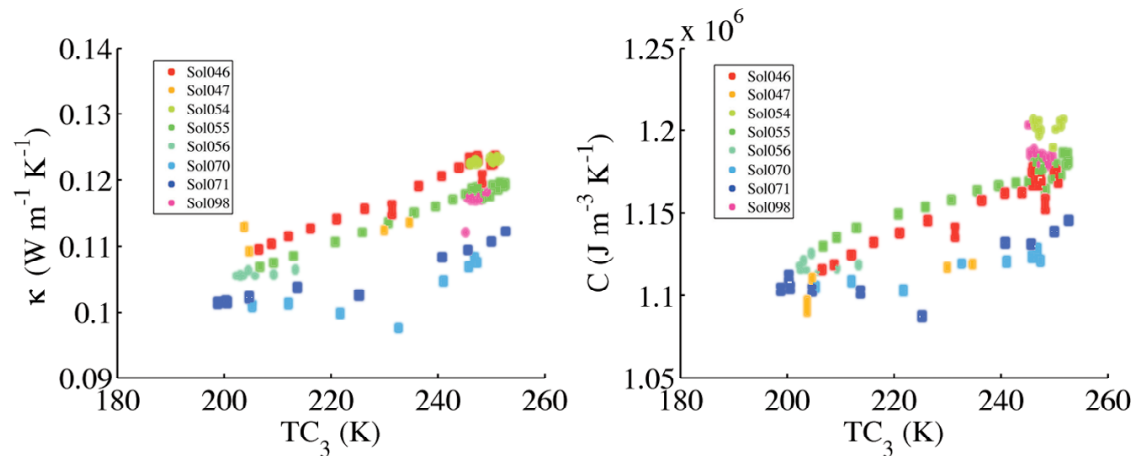 0.14
0.13
0.12
0.11
0.1
0.09
κ (W m⁻¹ K⁻¹)
Sol046
Sol047
Sol054
Sol055
Sol056
Sol070
Sol071
Sol098
180 200 220 240 260
TC₃ (K)
x 10⁶
1.25
1.2
1.15
1.1
1.05
C (J m⁻³ K⁻¹)
Sol046
Sol047
Sol054
Sol055
Sol056
Sol070
Sol071
Sol098
180 200 220 240 260
TC₃ (K)